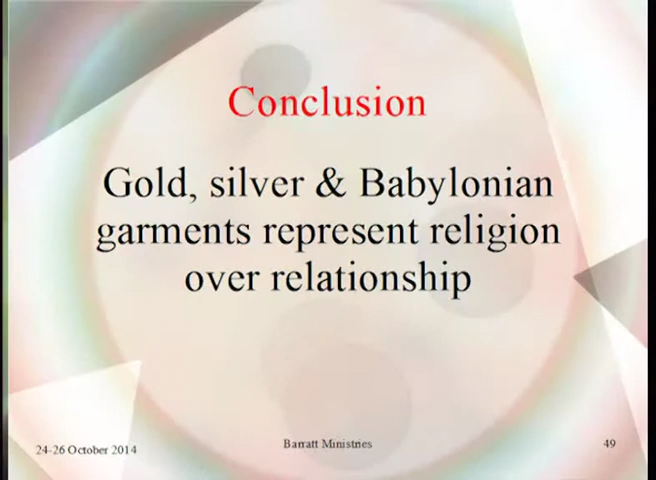 Conclusion
Gold, silver & Babylonian
garments represent religion
over relationship
24-26 October 2014
Barratt Ministries
49